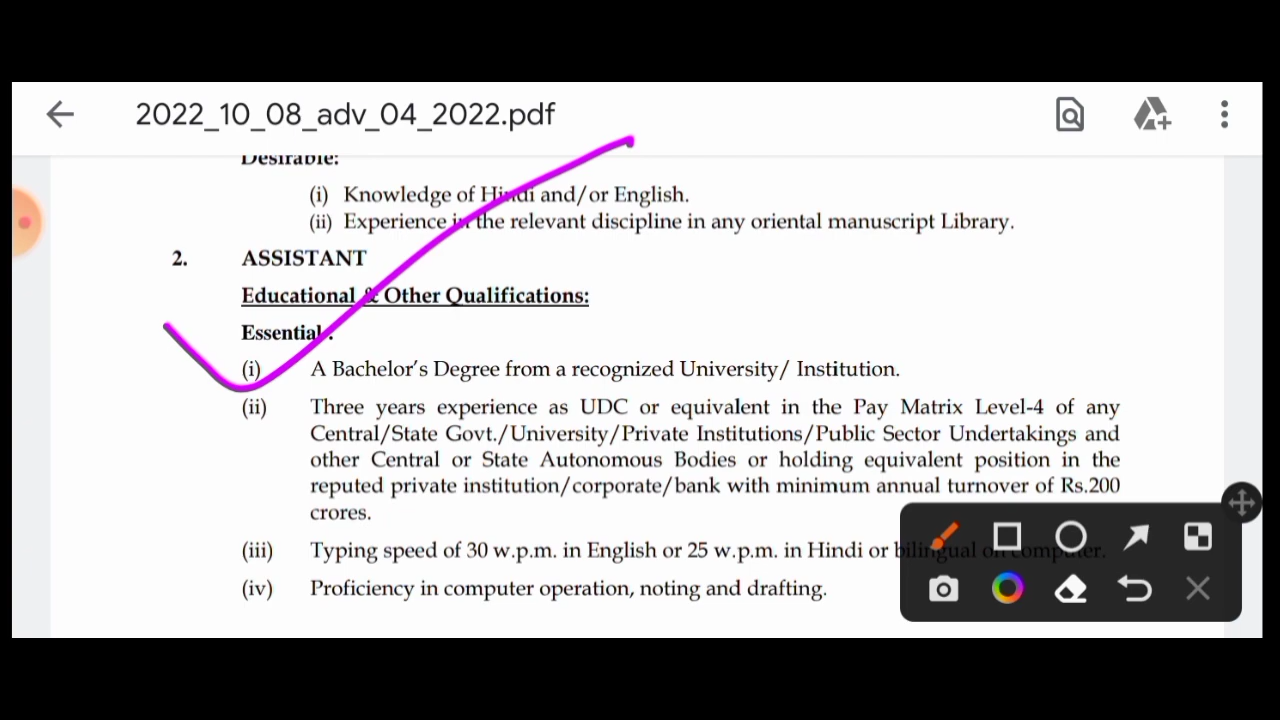 2022_10_08_adv_04_2022.pdf
Desirable:
(i) Knowledge of Hindi and/or English.
(ii) Experience in the relevant discipline in any oriental manuscript Library.
2. ASSISTANT
Educational & Other Qualifications:
Essential :
(i) A Bachelor's Degree from a recognized University/ Institution.
(ii) Three years experience as UDC or equivalent in the Pay Matrix Level-4 of any
Central/State Govt./University/Private Institutions/Public Sector Undertakings and
other Central or State Autonomous Bodies or holding equivalent position in the
reputed private institution/corporate/bank with minimum annual turnover of Rs.200
crores.
(iii) Typing speed of 30 w.p.m. in English or 25 w.p.m. in Hindi or bilingual on computer.
(iv) Proficiency in computer operation, noting and drafting.